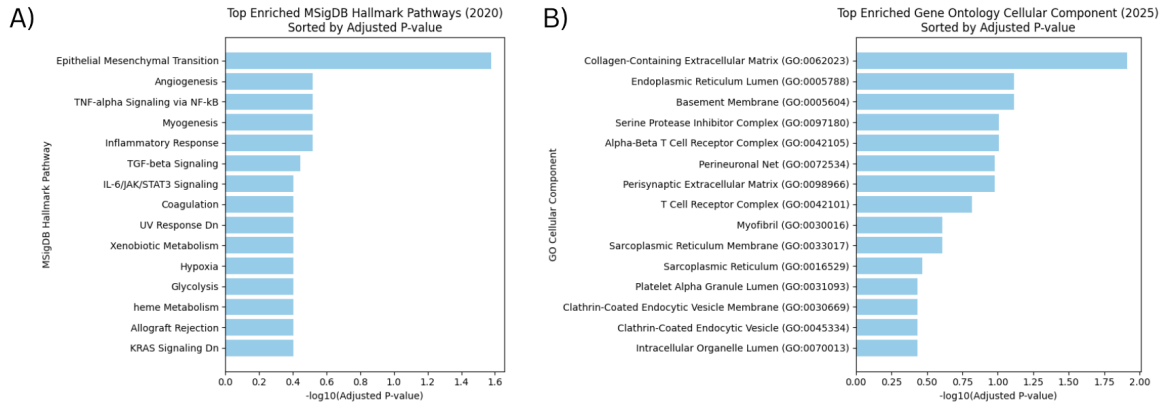 A)
Top Enriched MSigDB Hallmark Pathways (2020)
Sorted by Adjusted P-value
MSigDB Hallmark Pathway
Epithelial Mesenchymal Transition
Angiogenesis
TNF-alpha Signaling via NF-kB
Myogenesis
Inflammatory Response
TGF-beta Signaling
IL-6/JAK/STAT3 Signaling
Coagulation
UV Response Dn
Xenobiotic Metabolism
Hypoxia
Glycolysis
heme Metabolism
Allograft Rejection
KRAS Signaling Dn
0.0 0.2 0.4 0.6 0.8 1.0 1.2 1.4 1.6
-log10(Adjusted P-value)
B)
Top Enriched Gene Ontology Cellular Component (2025)
Sorted by Adjusted P-value
GO Cellular Component
Collagen-Containing Extracellular Matrix (GO:0062023)
Endoplasmic Reticulum Lumen (GO:0005788)
Basement Membrane (GO:0005604)
Serine Protease Inhibitor Complex (GO:0097180)
Alpha-Beta T Cell Receptor Complex (GO:0042105)
Perineuronal Net (GO:0072534)
Perisynaptic Extracellular Matrix (GO:0098966)
T Cell Receptor Complex (GO:0042101)
Myofibril (GO:0030016)
Sarcoplasmic Reticulum Membrane (GO:0033017)
Sarcoplasmic Reticulum (GO:0016529)
Platelet Alpha Granule Lumen (GO:0031093)
Clathrin-Coated Endocytic Vesicle Membrane (GO:0030669)
Clathrin-Coated Endocytic Vesicle (GO:0045334)
Intracellular Organelle Lumen (GO:0070013)
0.00 0.25 0.50 0.75 1.00 1.25 1.50 1.75 2.00
-log10(Adjusted P-value)